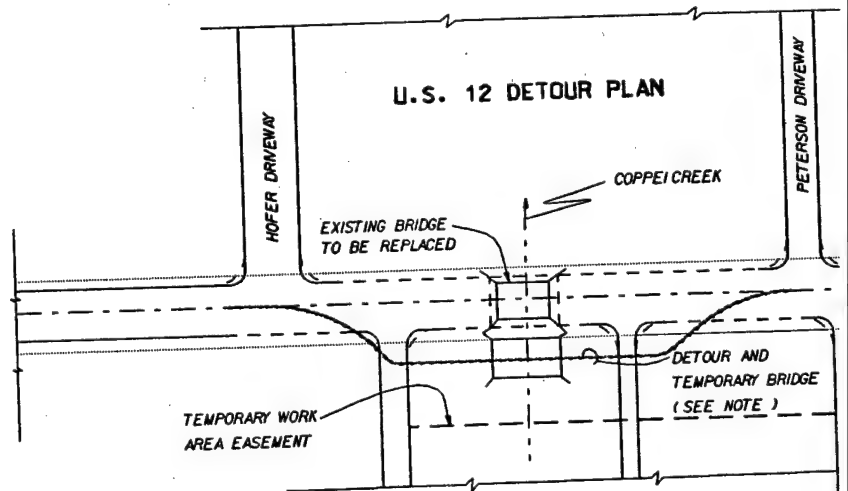 U.S. 12 DETOUR PLAN
HOFER DRIVEWAY
PETERSON DRIVEWAY
COPPEI CREEK
EXISTING BRIDGE
TO BE REPLACED
DETOUR AND
TEMPORARY BRIDGE
( SEE NOTE )
TEMPORARY WORK
AREA EASEMENT